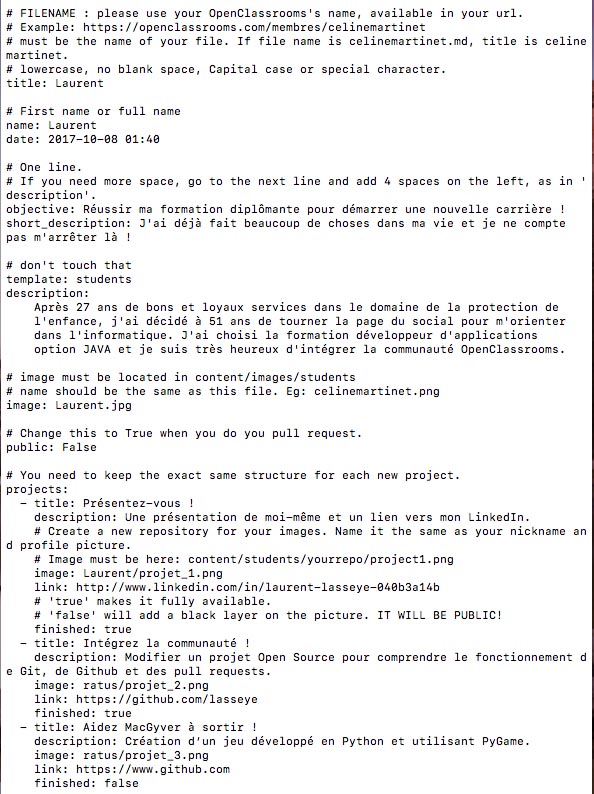 # FILENAME : please use your OpenClassrooms's name, available in your url.
# Example: https://openclassrooms.com/membres/celinemartinet
# must be the name of your file. If file name is celinemartinet.md, title is celine
martinet.
# lowercase, no blank space, Capital case or special character.
title: Laurent

# First name or full name
name: Laurent
date: 2017-10-08 01:40

# One line.
# If you need more space, go to the next line and add 4 spaces on the left, as in '
description'.
objective: Réussir ma formation diplômante pour démarrer une nouvelle carrière !
short_description: J'ai déjà fait beaucoup de choses dans ma vie et je ne compte
pas m'arrêter là !

# don't touch that
template: students
description:
    Après 27 ans de bons et loyaux services dans le domaine de la protection de
    l'enfance, j'ai décidé à 51 ans de tourner la page du social pour m'orienter
    dans l'informatique. J'ai choisi la formation développeur d'applications
    option JAVA et je suis très heureux d'intégrer la communauté OpenClassrooms.

# image must be located in content/images/students
# name should be the same as this file. Eg: celinemartinet.png
image: Laurent.jpg

# Change this to True when you do you pull request.
public: False

# You need to keep the exact same structure for each new project.
projects:
  - title: Présentez-vous !
    description: Une présentation de moi-même et un lien vers mon LinkedIn.
    # Create a new repository for your images. Name it the same as your nickname an
d profile picture.
    # Image must be here: content/students/yourrepo/project1.png
    image: Laurent/projet_1.png
    link: http://www.linkedin.com/in/laurent-lasseye-040b3a14b
    # 'true' makes it fully available.
    # 'false' will add a black layer on the picture. IT WILL BE PUBLIC!
    finished: true
  - title: Intégrez la communauté !
    description: Modifier un projet Open Source pour comprendre le fonctionnement d
e Git, de Github et des pull requests.
    image: ratus/projet_2.png
    link: https://github.com/lasseye
    finished: true
  - title: Aidez MacGyver à sortir !
    description: Création d’un jeu développé en Python et utilisant PyGame.
    image: ratus/projet_3.png
    link: https://www.github.com
    finished: false